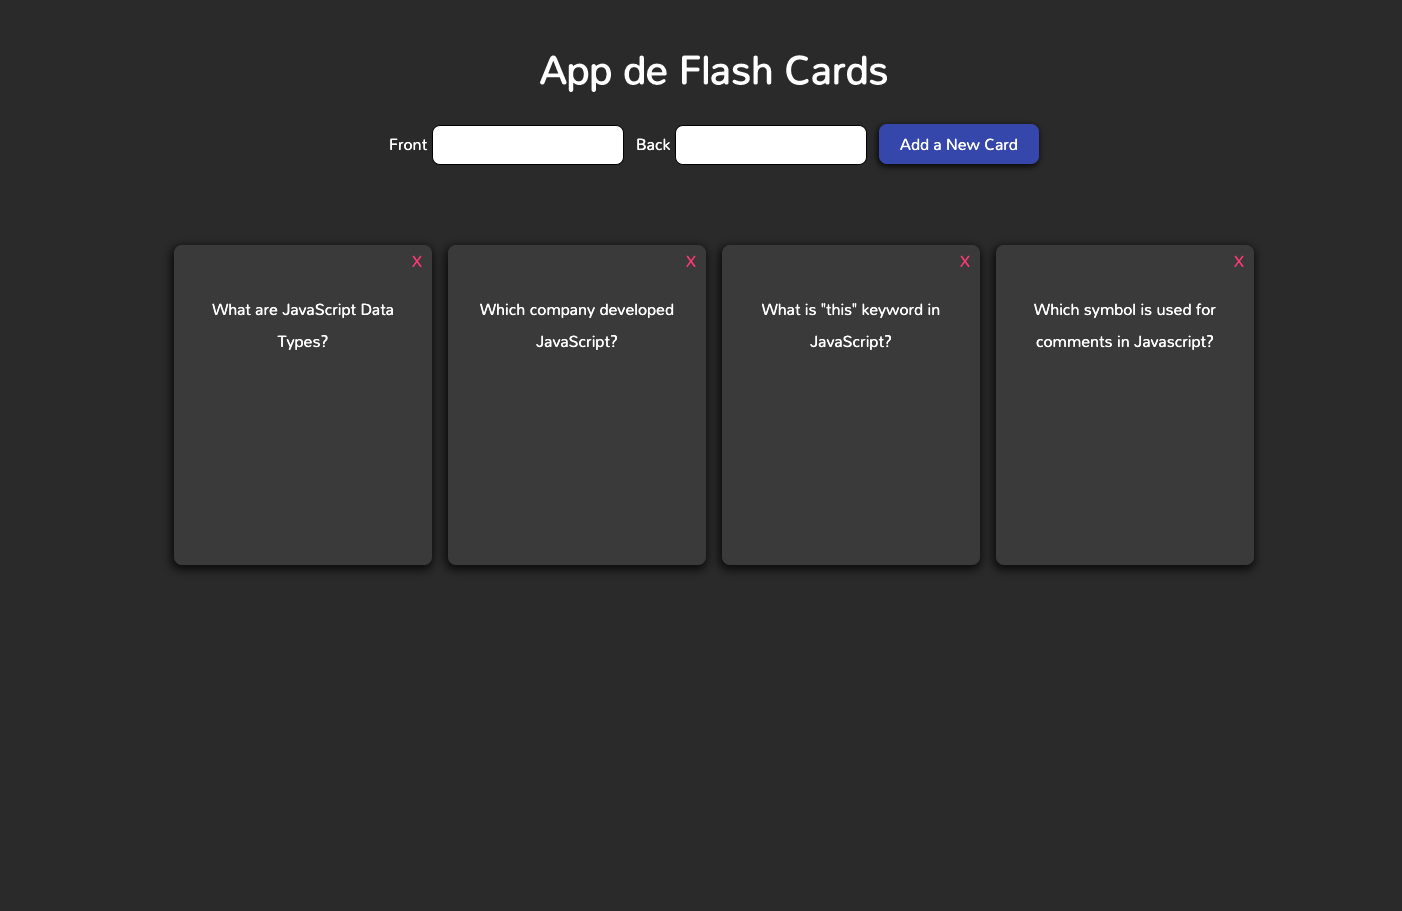 App de Flash Cards
Front
Back
Add a New Card
X
What are JavaScript Data
Types?
X
Which company developed
JavaScript?
X
What is "this" keyword in
JavaScript?
X
Which symbol is used for
comments in Javascript?